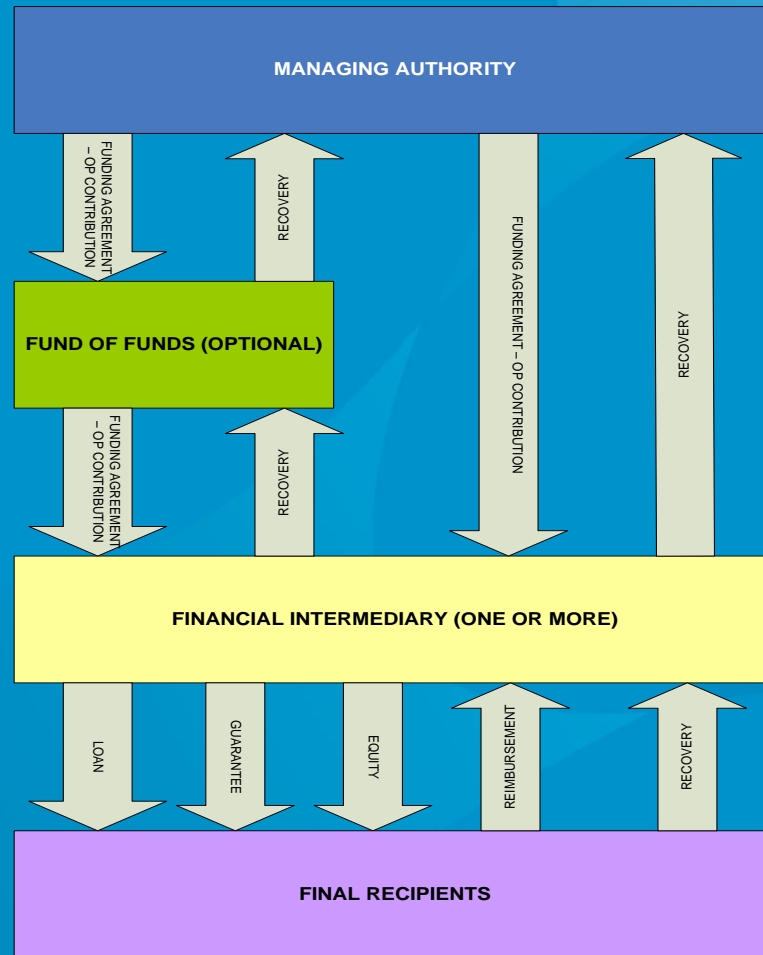 MANAGING AUTHORITY
FUNDING AGREEMENT
– OP CONTRIBUTION
RECOVERY
FUNDING AGREEMENT – OP CONTRIBUTION
RECOVERY
FUND OF FUNDS (OPTIONAL)
FUNDING AGREEMENT
– OP CONTRIBUTION
RECOVERY
FINANCIAL INTERMEDIARY (ONE OR MORE)
LOAN
GUARANTEE
EQUITY
REIMBURSEMENT
RECOVERY
FINAL RECIPIENTS